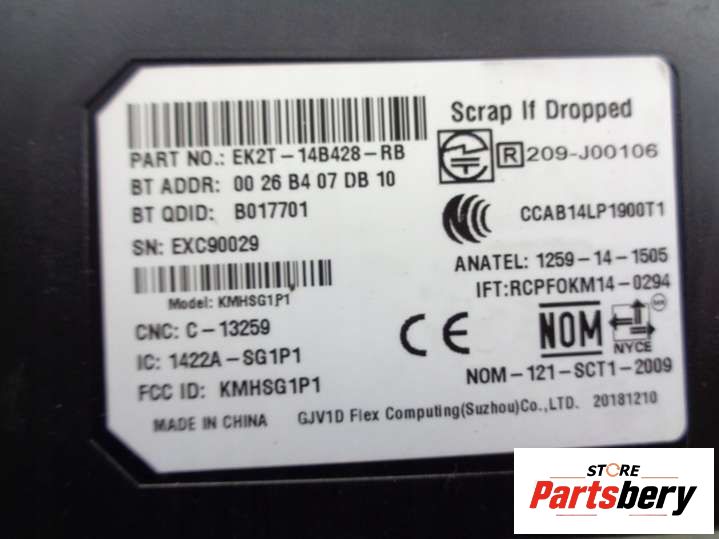 Scrap If Dropped
PART NO.: EK2T-14B428-RB
R 209-J00106
BT ADDR: 00 26 B4 07 DB 10
BT QDID: B017701
CCAB14LP1900T1
SN: EXC90029
ANATEL: 1259-14-1505
Model: KMHSG1P1
IFT:RCPFOKM14-0294
CNC: C-13259
CE
NOM
NYCE
IC: 1422A-SG1P1
NOM-121-SCT1-2009
FCC ID: KMHSG1P1
MADE IN CHINA
GJV1D Flex Computing(Suzhou)Co.,LTD. 20181210
STORE
Partsbery